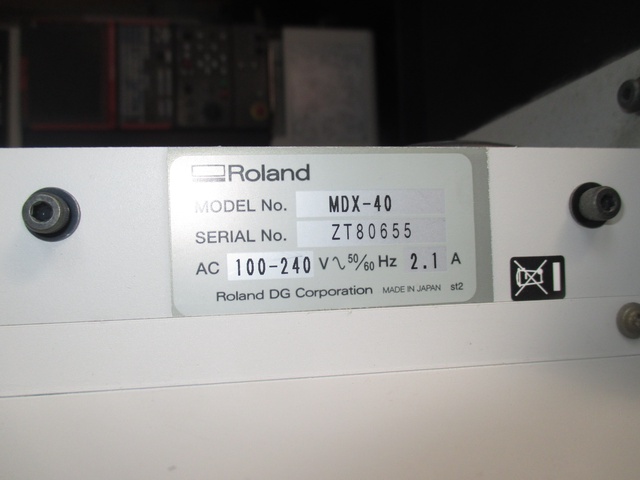 Roland
MODEL No. MDX-40
SERIAL No. ZT80655
AC 100-240 V ∿ 50/60 Hz 2.1 A
Roland DG Corporation MADE IN JAPAN st2